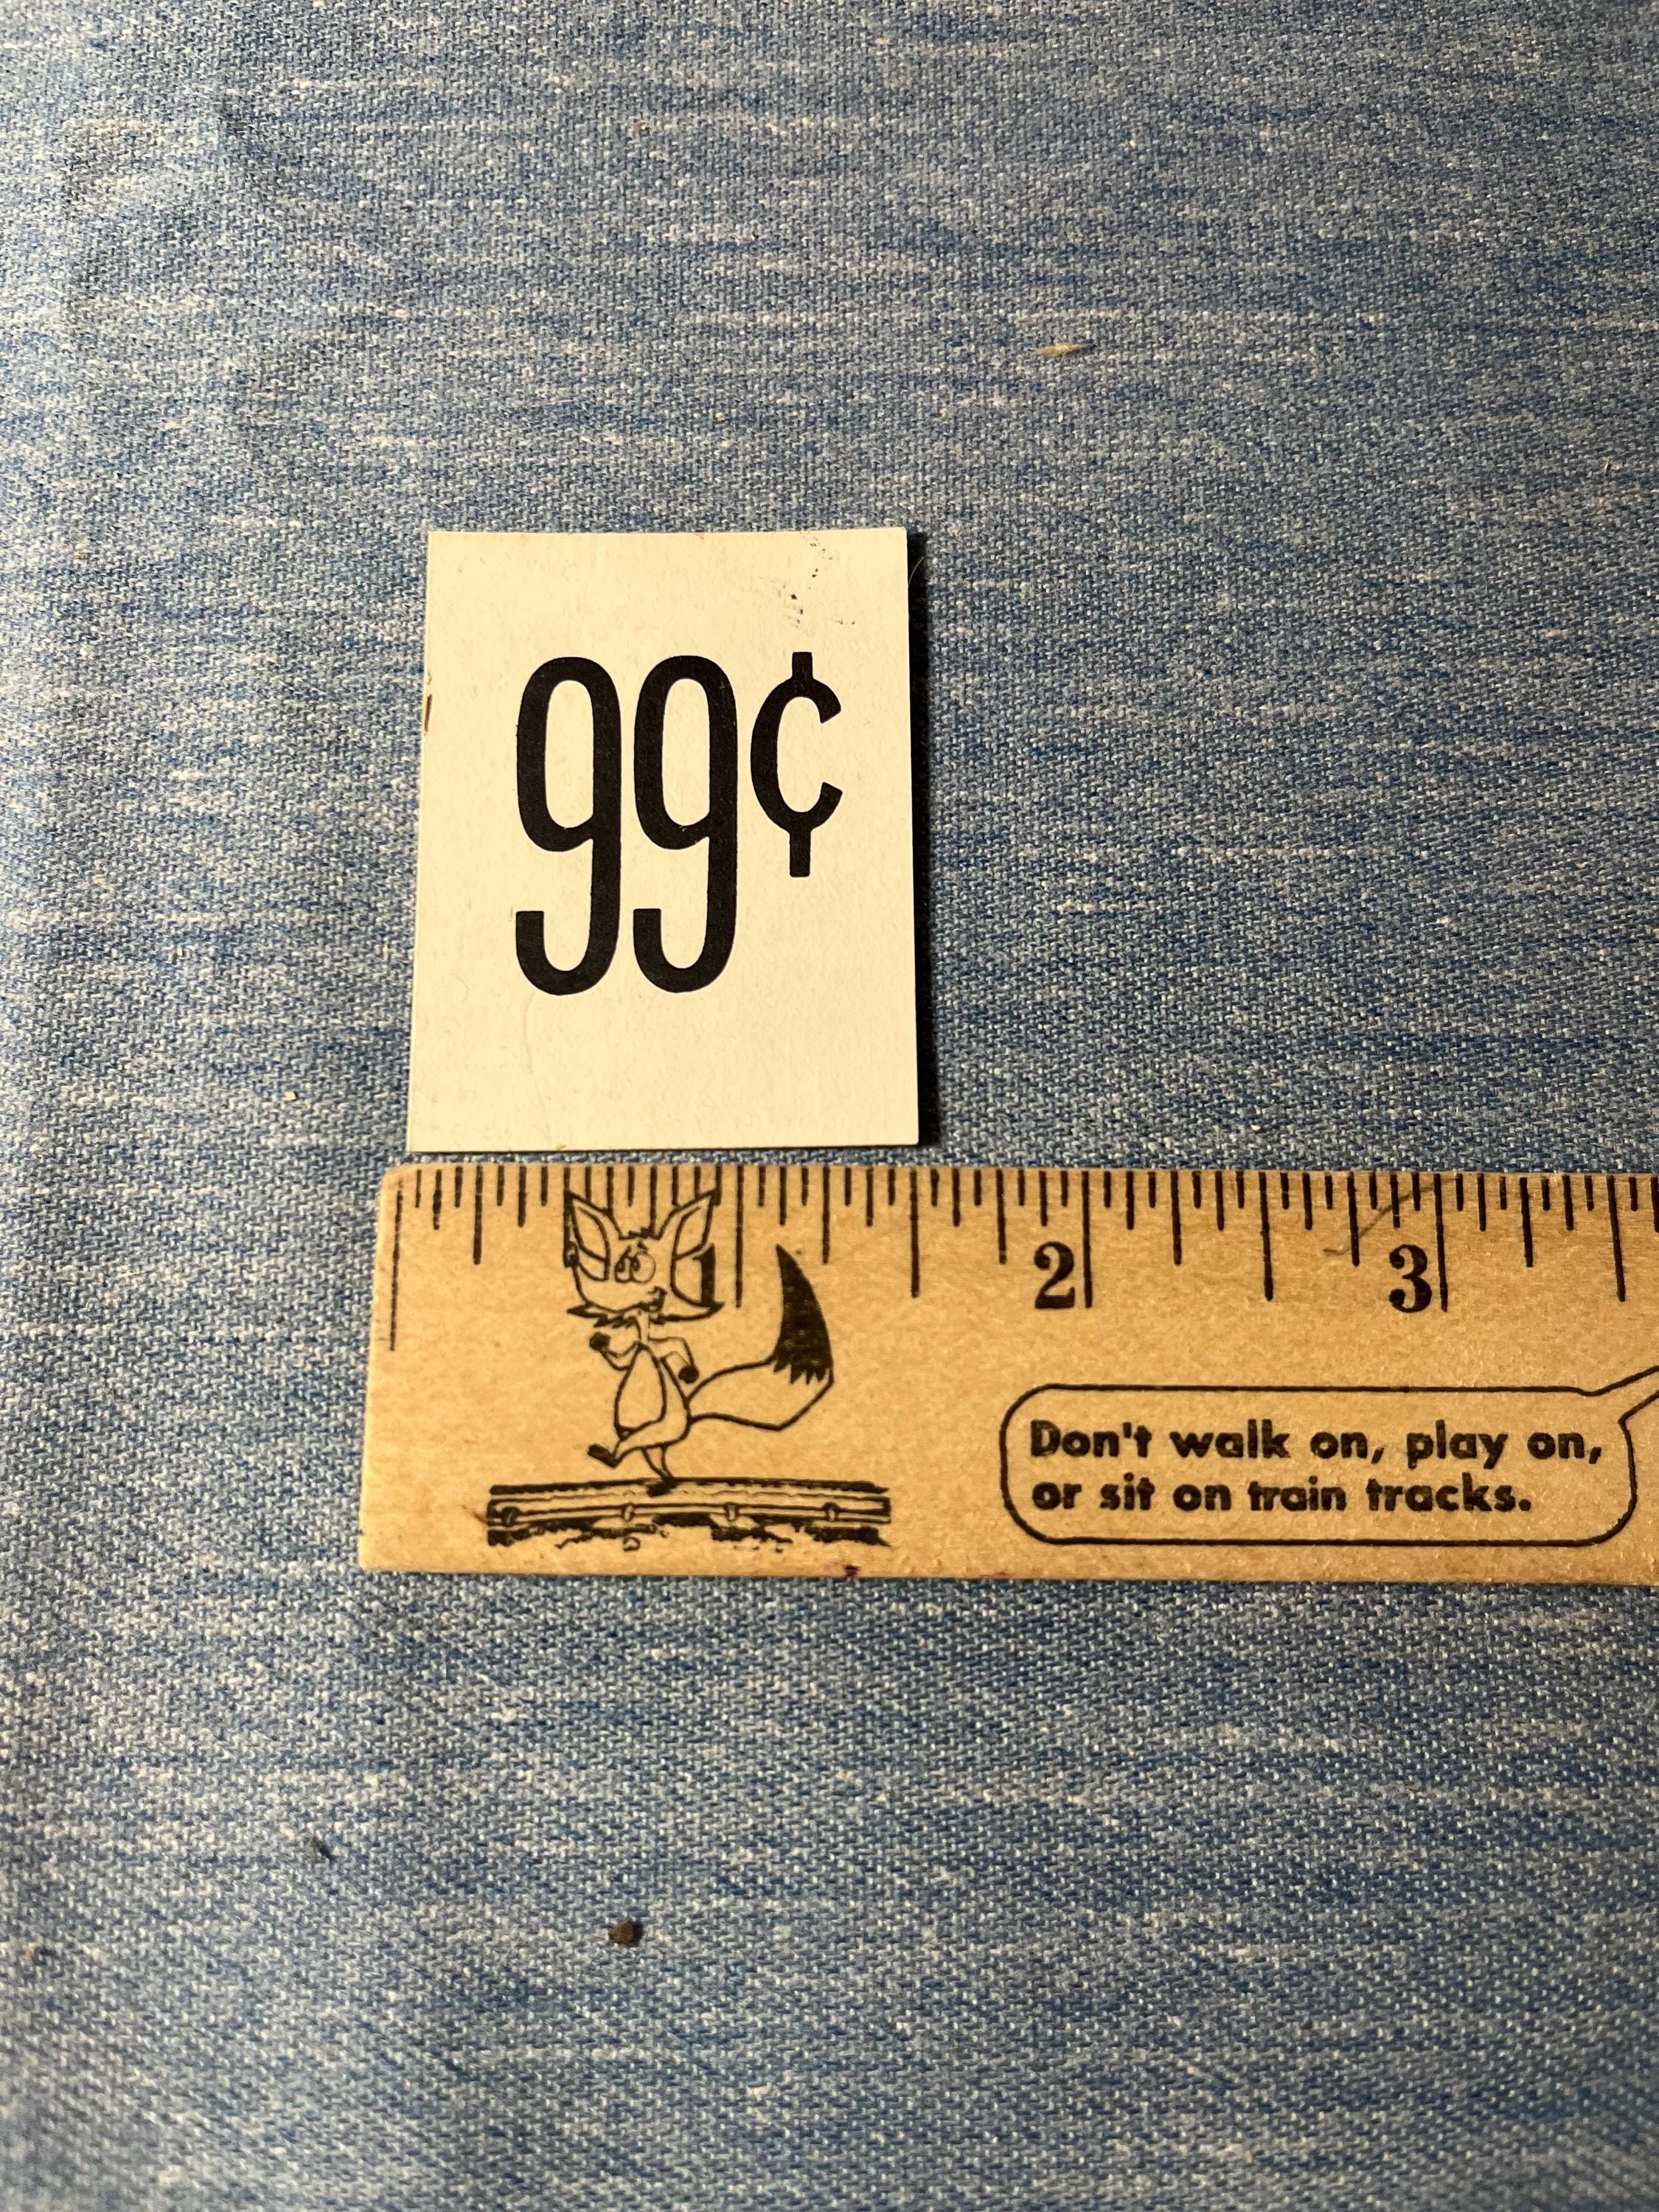 99¢
1 2 3
Don't walk on, play on,
or sit on train tracks.